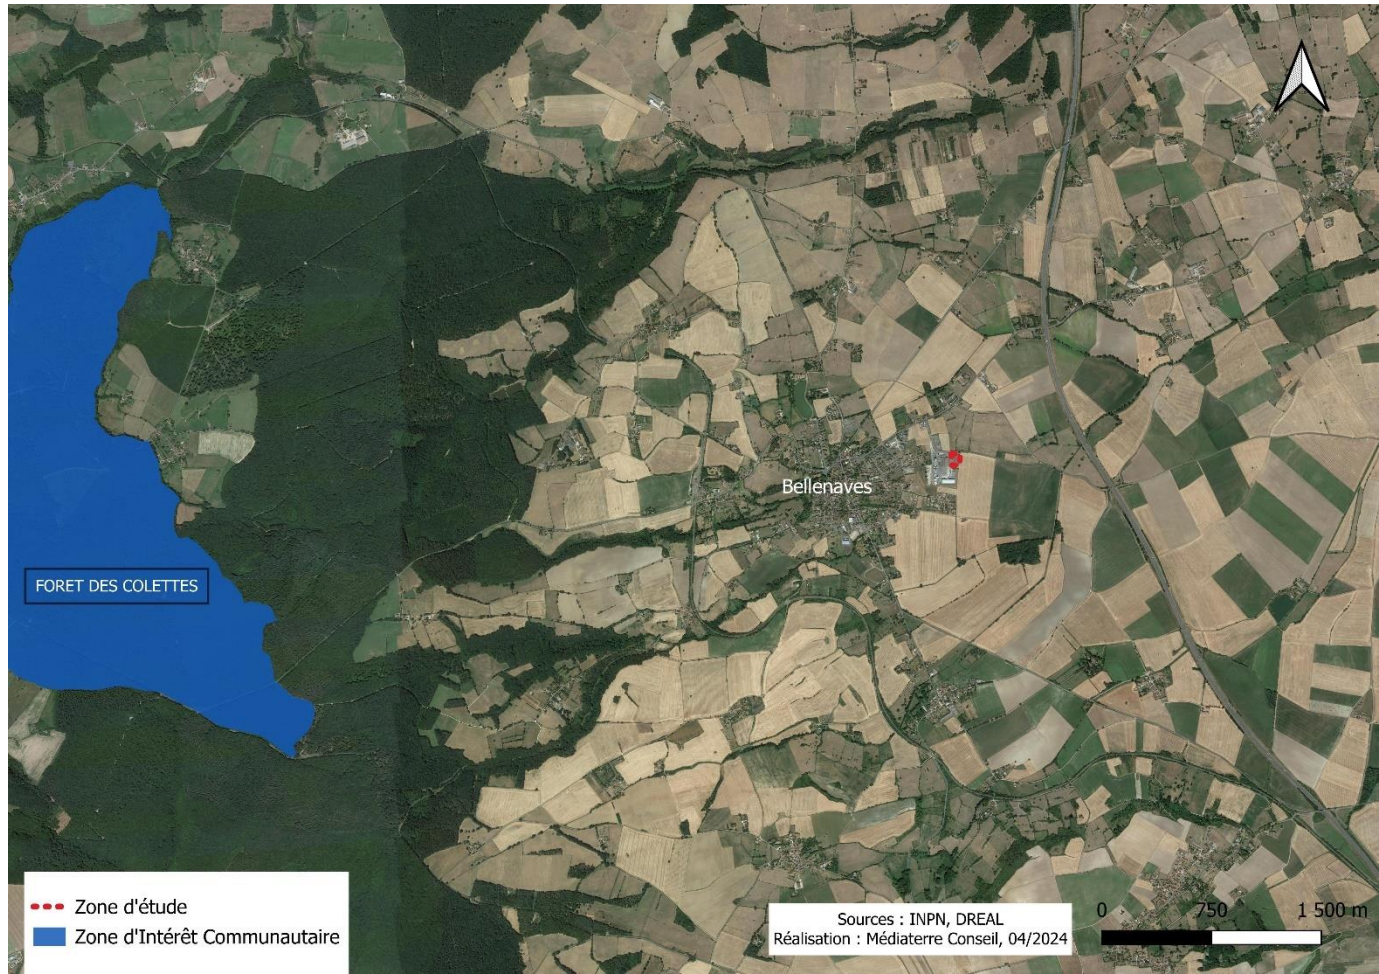 Bellenaves
FORET DES COLETTES
Zone d'étude
Zone d'Intérêt Communautaire
Sources : INPN, DREAL
Réalisation : Médiaterre Conseil, 04/2024
0 750 1 500 m